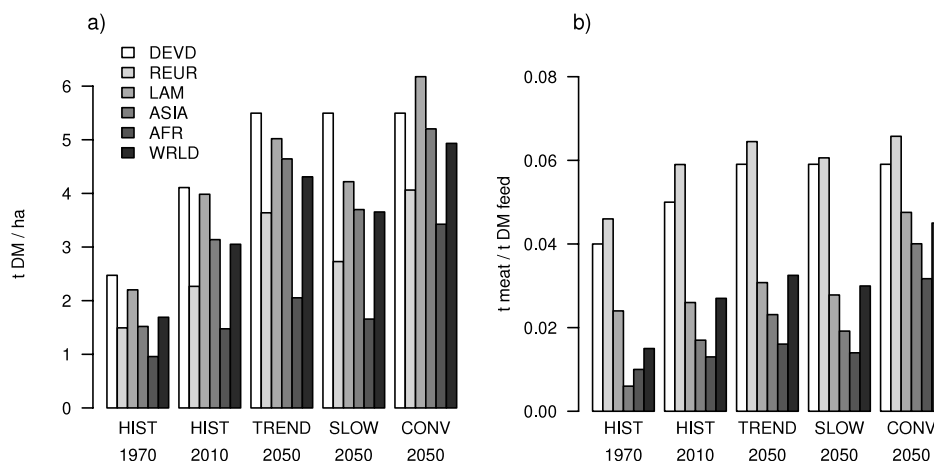 a)
DEVD
REUR
LAM
ASIA
AFR
WRLD
t DM / ha
6
5
4
3
2
1
0
HIST HIST TREND SLOW CONV
1970 2010 2050 2050 2050
b)
t meat / t DM feed
0.08
0.06
0.04
0.02
0.00
HIST HIST TREND SLOW CONV
1970 2010 2050 2050 2050